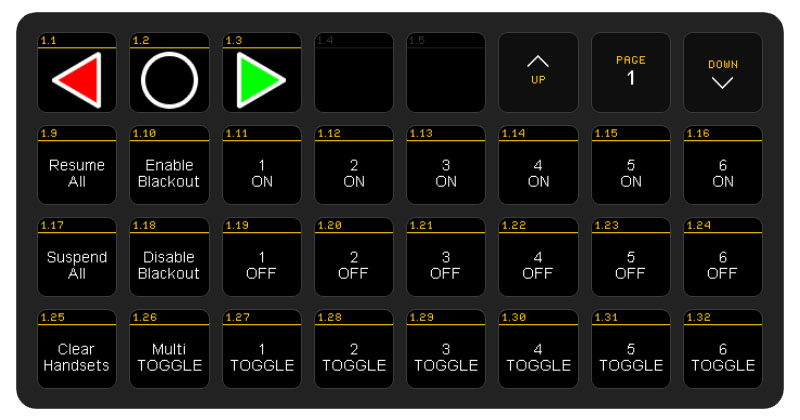 1.1 1.2 1.3 1.4 1.5
UP
PAGE
1
DOWN
1.9 1.10 1.11 1.12 1.13 1.14 1.15 1.16
Resume Enable 1 2 3 4 5 6
All Blackout ON ON ON ON ON ON
1.17 1.18 1.19 1.20 1.21 1.22 1.23 1.24
Suspend Disable 1 2 3 4 5 6
All Blackout OFF OFF OFF OFF OFF OFF
1.25 1.26 1.27 1.28 1.29 1.30 1.31 1.32
Clear Multi 1 2 3 4 5 6
Handsets TOGGLE TOGGLE TOGGLE TOGGLE TOGGLE TOGGLE TOGGLE